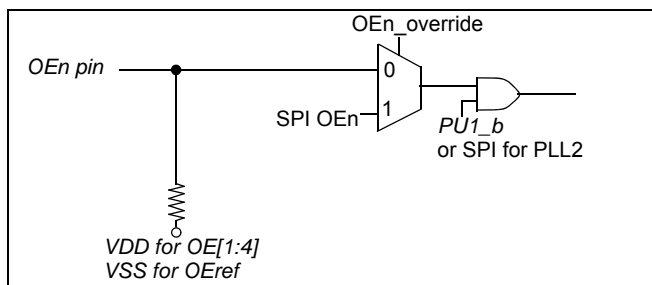 OEn_override
OEn pin
0
SPI OEn
1
PU1_b
or SPI for PLL2
VDD for OE[1:4]
VSS for OEref